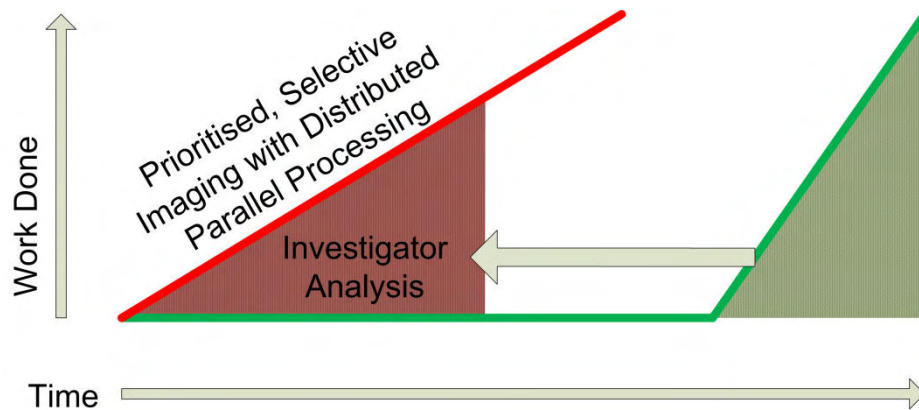 Prioritised, Selective
Imaging with Distributed
Parallel Processing
Investigator
Analysis
Work Done
Time